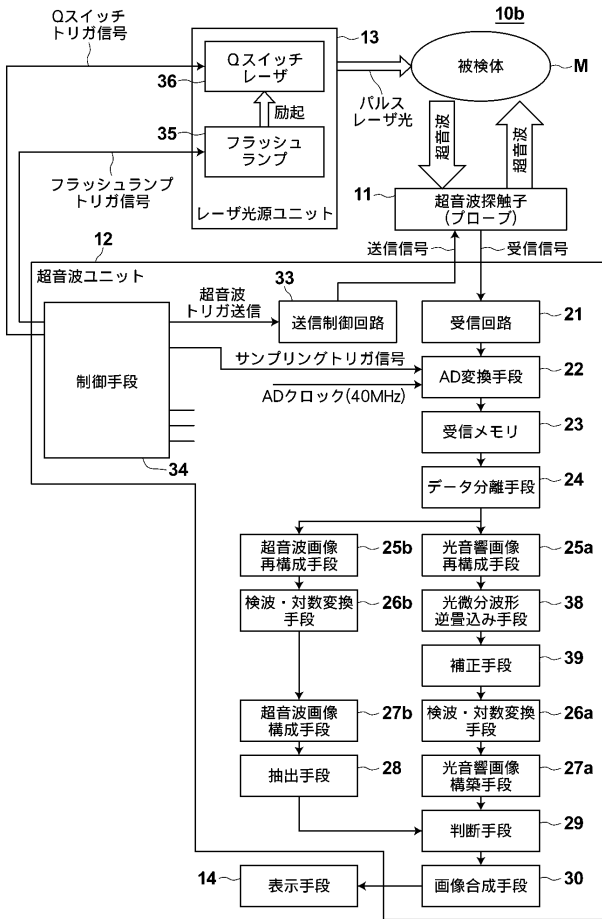 10b
Qスイッチ
トリガ信号
13
Qスイッチ
レーザ
36
励起
35
フラッシュ
ランプ
フラッシュランプ
トリガ信号
レーザ光源ユニット
パルス
レーザ光
被検体
M
超音波
超音波
11
超音波探触子
(プローブ)
送信信号
受信信号
12
超音波ユニット
超音波
トリガ送信
33
送信制御回路
受信回路
21
制御手段
34
サンプリングトリガ信号
ADクロック(40MHz)
AD変換手段
22
受信メモリ
23
データ分離手段
24
超音波画像
再構成手段
25b
光音響画像
再構成手段
25a
検波・対数変換
手段
26b
光微分波形
逆畳込み手段
38
補正手段
39
超音波画像
構成手段
27b
検波・対数変換
手段
26a
抽出手段
28
光音響画像
構築手段
27a
判断手段
29
14
表示手段
画像合成手段
30